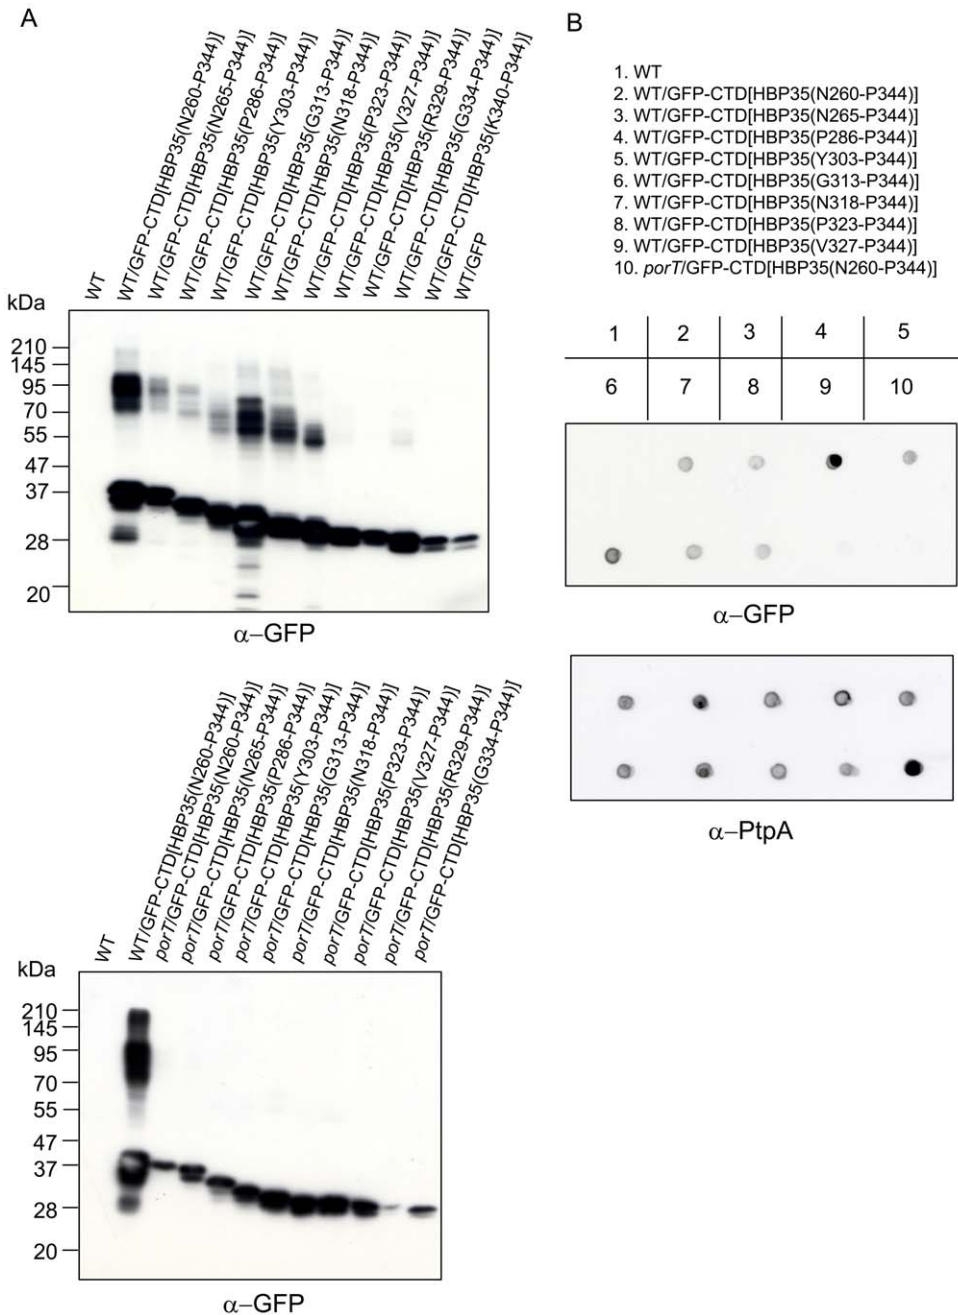 A
WT
WT/GFP-CTD[HBP35(N260-P344)]
WT/GFP-CTD[HBP35(N265-P344)]
WT/GFP-CTD[HBP35(P286-P344)]
WT/GFP-CTD[HBP35(Y303-P344)]
WT/GFP-CTD[HBP35(G313-P344)]
WT/GFP-CTD[HBP35(N318-P344)]
WT/GFP-CTD[HBP35(P323-P344)]
WT/GFP-CTD[HBP35(V327-P344)]
WT/GFP-CTD[HBP35(R329-P344)]
WT/GFP-CTD[HBP35(G334-P344)]
WT/GFP-CTD[HBP35(K340-P344)]
WT/GFP
kDa
210
145
95
70
55
47
37
28
20
α–GFP
WT
WT/GFP-CTD[HBP35(N260-P344)]
porT/GFP-CTD[HBP35(N260-P344)]
porT/GFP-CTD[HBP35(N265-P344)]
porT/GFP-CTD[HBP35(P286-P344)]
porT/GFP-CTD[HBP35(Y303-P344)]
porT/GFP-CTD[HBP35(G313-P344)]
porT/GFP-CTD[HBP35(N318-P344)]
porT/GFP-CTD[HBP35(P323-P344)]
porT/GFP-CTD[HBP35(V327-P344)]
porT/GFP-CTD[HBP35(R329-P344)]
porT/GFP-CTD[HBP35(G334-P344)]
kDa
210
145
95
70
55
47
37
28
20
α–GFP
B
1. WT
2. WT/GFP-CTD[HBP35(N260-P344)]
3. WT/GFP-CTD[HBP35(N265-P344)]
4. WT/GFP-CTD[HBP35(P286-P344)]
5. WT/GFP-CTD[HBP35(Y303-P344)]
6. WT/GFP-CTD[HBP35(G313-P344)]
7. WT/GFP-CTD[HBP35(N318-P344)]
8. WT/GFP-CTD[HBP35(P323-P344)]
9. WT/GFP-CTD[HBP35(V327-P344)]
10. porT/GFP-CTD[HBP35(N260-P344)]
1 2 3 4 5
6 7 8 9 10
α–GFP
α–PtpA